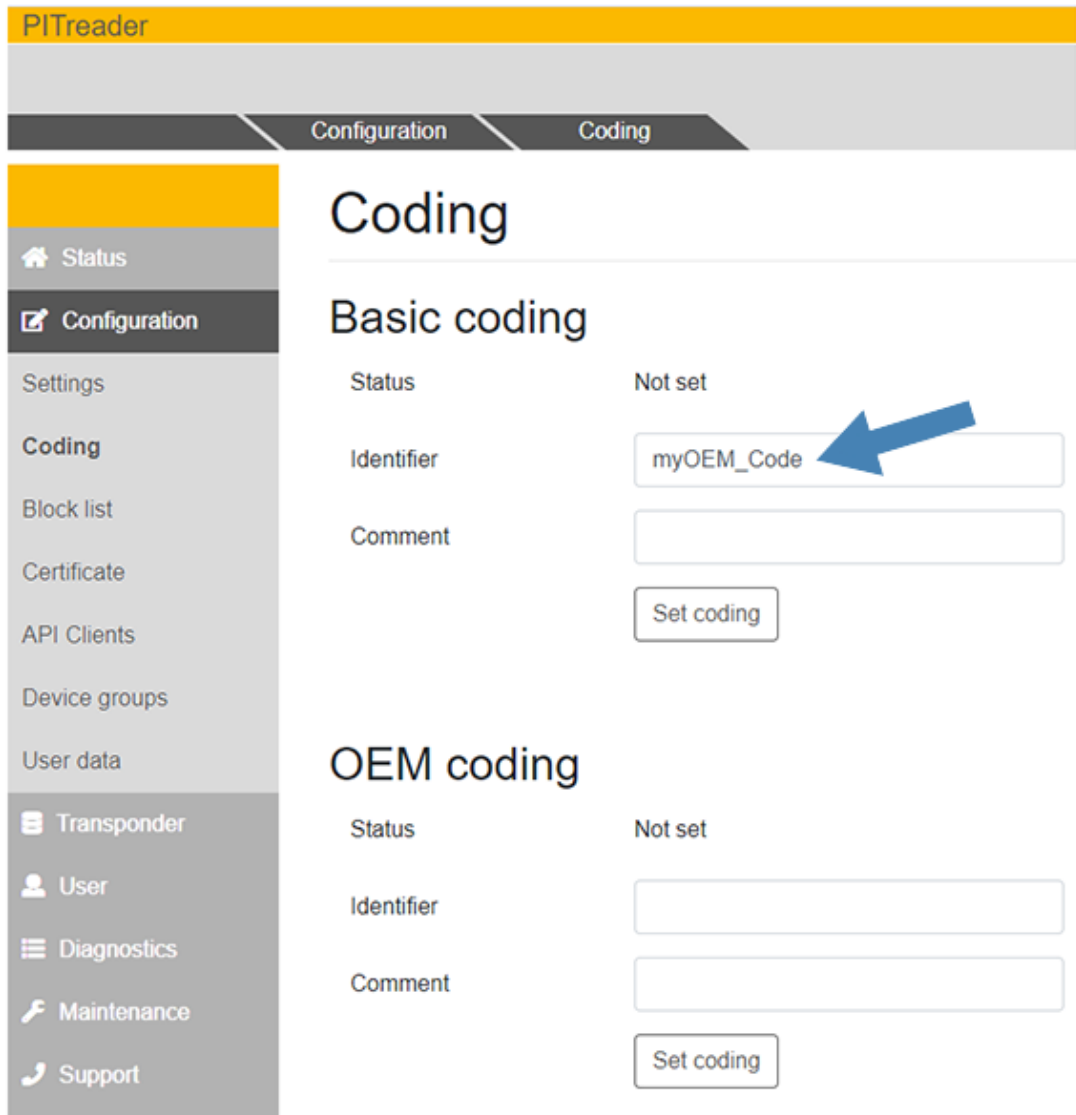 PITreader
Configuration Coding
Status
Configuration
Settings
Coding
Block list
Certificate
API Clients
Device groups
User data
Transponder
User
Diagnostics
Maintenance
Support
Coding
Basic coding
Status Not set
Identifier myOEM_Code
Comment
Set coding
OEM coding
Status Not set
Identifier
Comment
Set coding